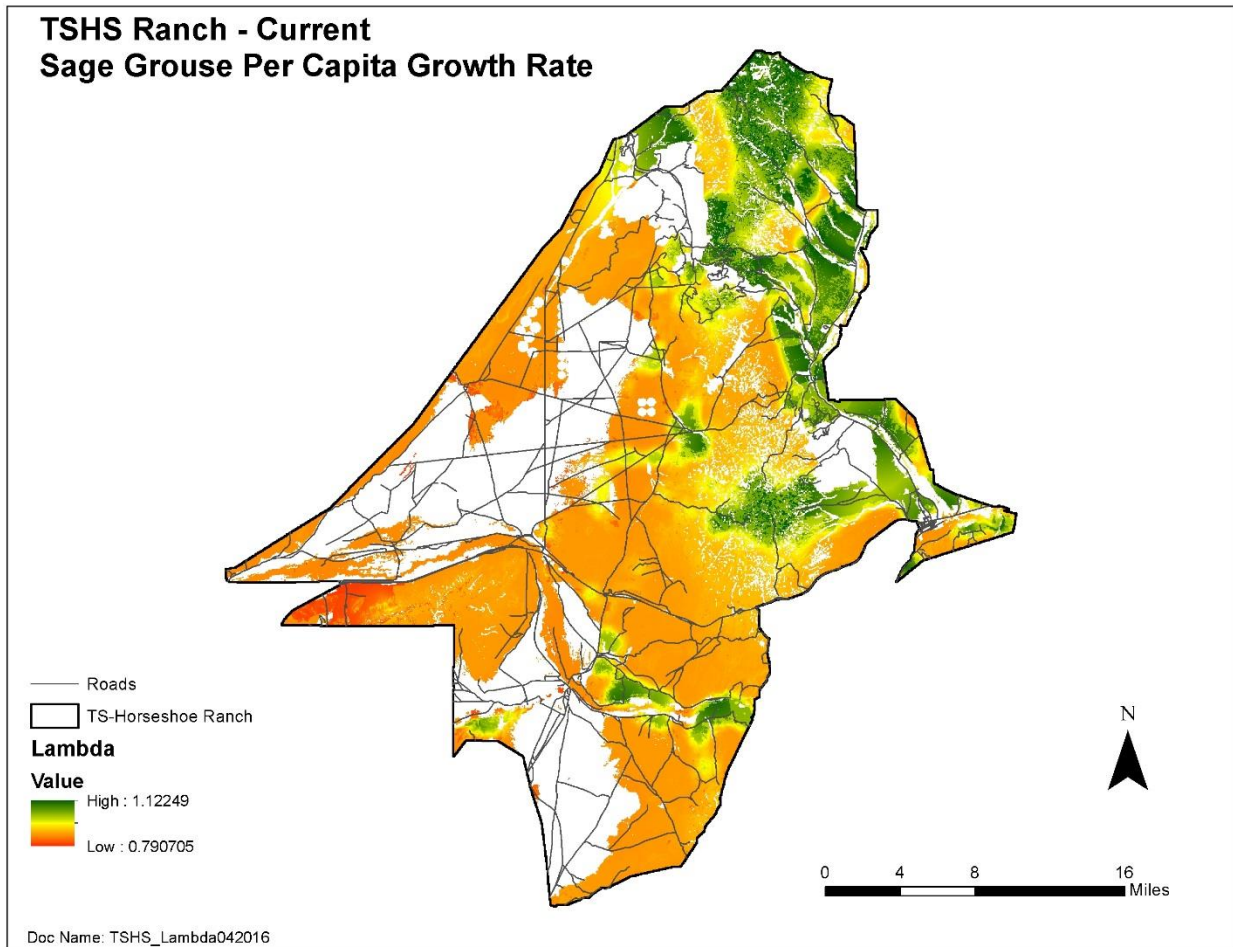 TSHS Ranch - Current
Sage Grouse Per Capita Growth Rate
Roads
TS-Horseshoe Ranch
Lambda
Value
High : 1.12249
Low : 0.790705
N
0 4 8 16
Miles
Doc Name: TSHS_Lambda042016